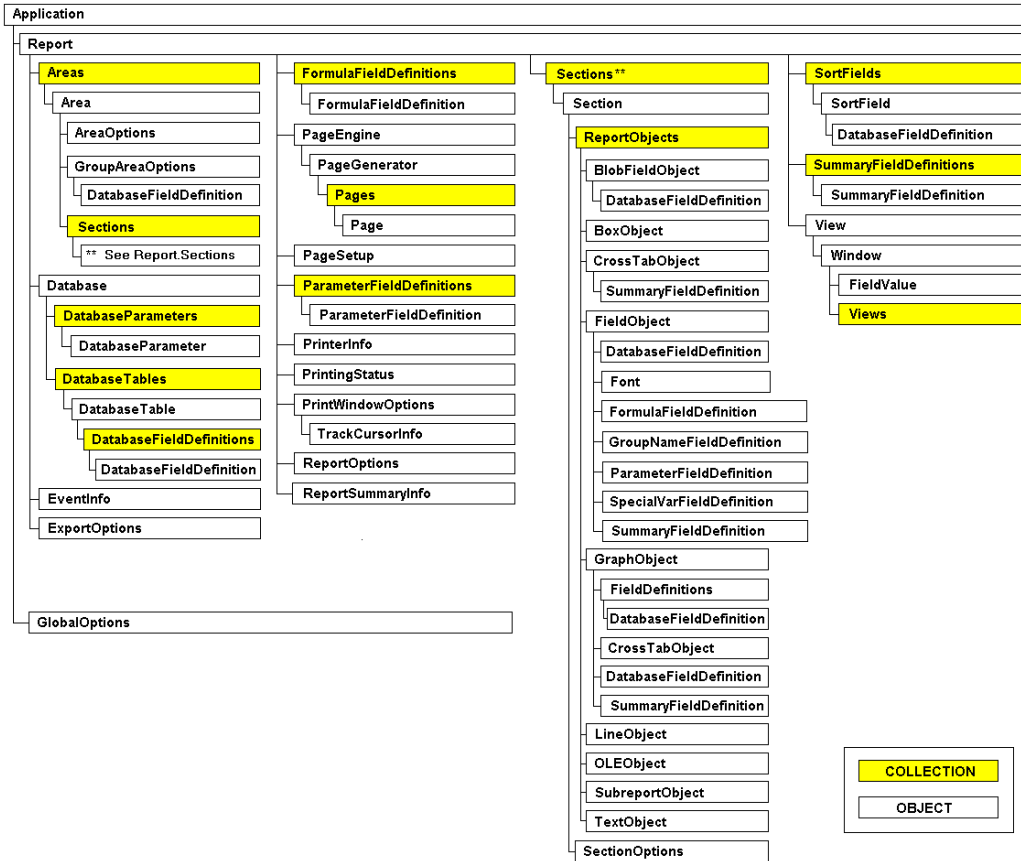 Application
Report
Areas
Area
AreaOptions
GroupAreaOptions
DatabaseFieldDefinition
Sections
** See Report.Sections
Database
DatabaseParameters
DatabaseParameter
DatabaseTables
DatabaseTable
DatabaseFieldDefinitions
DatabaseFieldDefinition
EventInfo
ExportOptions
FormulaFieldDefinitions
FormulaFieldDefinition
PageEngine
PageGenerator
Pages
Page
PageSetup
ParameterFieldDefinitions
ParameterFieldDefinition
PrinterInfo
PrintingStatus
PrintWindowOptions
TrackCursorInfo
ReportOptions
ReportSummaryInfo
Sections**
Section
ReportObjects
BlobFieldObject
DatabaseFieldDefinition
BoxObject
CrossTabObject
SummaryFieldDefinition
FieldObject
DatabaseFieldDefinition
Font
FormulaFieldDefinition
GroupNameFieldDefinition
ParameterFieldDefinition
SpecialVarFieldDefinition
SummaryFieldDefinition
GraphObject
FieldDefinitions
DatabaseFieldDefinition
CrossTabObject
DatabaseFieldDefinition
SummaryFieldDefinition
LineObject
OLEObject
SubreportObject
TextObject
SectionOptions
SortFields
SortField
DatabaseFieldDefinition
SummaryFieldDefinitions
SummaryFieldDefinition
View
Window
FieldValue
Views
GlobalOptions
COLLECTION
OBJECT